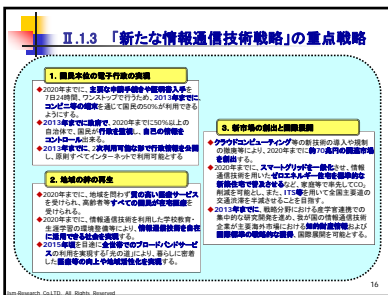 Ⅱ.1.3 「新たな情報通信技術戦略」の重点戦略
1. 国民本位の電子行政の実現
◆2020年までに、主要な申請手続きや証明書入手を
7日24時間、ワンストップで行うため、2013年までに
コンビニ等の端末を通じて国民の50%が利用できる
ようにする。
◆2013年までに政府で、2020年までに50%以上の
自治体で、国民が行政を監視し、自己の情報を
コントロール出来る。
◆2013年までに、2次利用可能な形で行政情報を公開
し、原則すべてインターネットで利用可能とする
2. 地域の絆の再生
◆2020年までに、地域を問わず質の高い医療サービス
を受けられ、高齢者等すべての国民が在宅医療を
受けられる。
◆2020年までに、情報通信技術を利用した学校教育・
生涯学習の環境整備等により、情報通信技術を自在
に活用できる社会を実現する。
◆2015年頃を目途に全世帯でのブロードバンドサービ
スの利用を実現する「光の道」により、暮らしに密着
した医療等の向上や地域活性化を実現する。
3. 新市場の創出と国際展開
◆クラウドコンピューティング等の新技術の導入や規制
の撤廃等により、2020年までに約70兆円の関連市場
を創出する。
◆2020年までに、スマートグリッドを一般化させ、情報
通信技術を用いたゼロエネルギー住宅を標準的な
新築住宅で普及させるなど、家庭等で率先してCO₂
削減を可能とし、また、ITS等を用いて全国主要道の
交通渋滞を半減させることを目指す。
◆2013年までに、戦略分野における産学官連携での
集中的な研究開発を進め、我が国の情報通信技術
企業が主要海外市場における知的財産権および
国際標準の戦略的な獲得、国際展開を可能とする。
16
Ism Research Co.LTD. All Rights Reserved